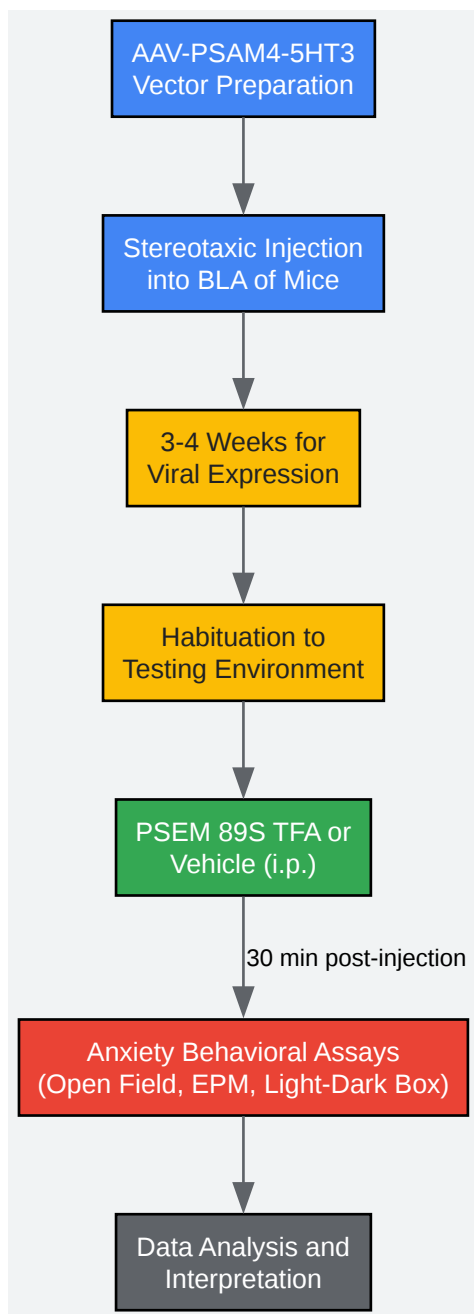 AAV-PSAM4-5HT3
Vector Preparation
Stereotaxic Injection
into BLA of Mice
3-4 Weeks for
Viral Expression
Habituation to
Testing Environment
PSEM 89S TFA or
Vehicle (i.p.)
30 min post-injection
Anxiety Behavioral Assays
(Open Field, EPM, Light-Dark Box)
Data Analysis and
Interpretation